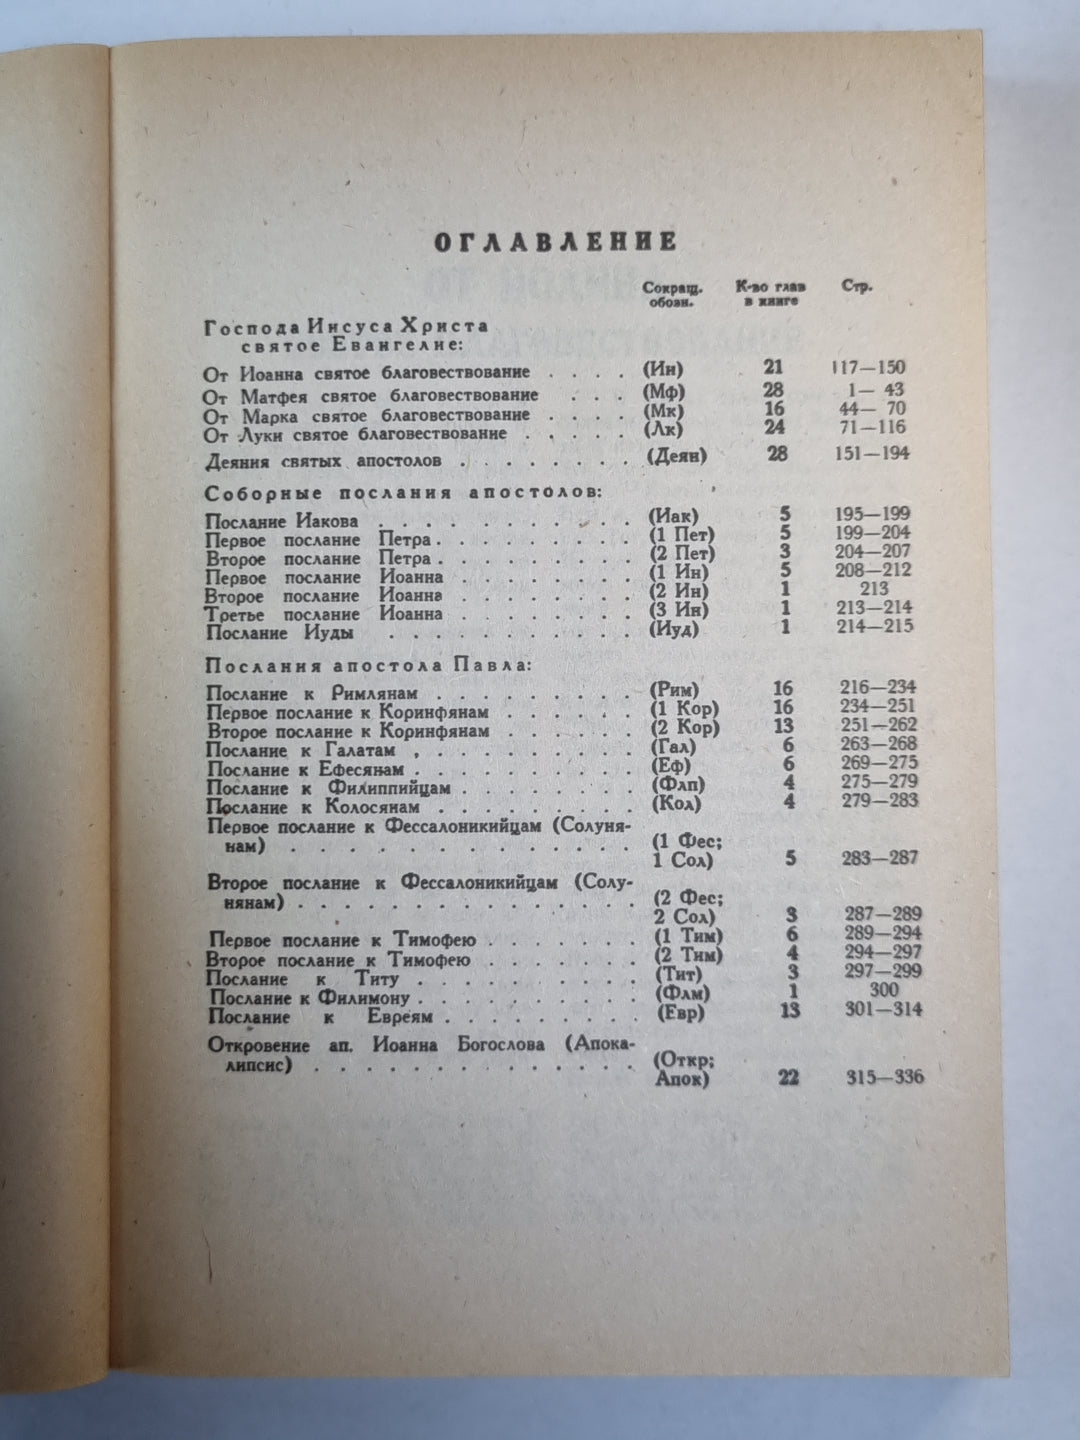 ОГЛАВЛЕНИЕ
Сокращ. обозн. К-во глав в книге Стр.
Господа Иисуса Христа
святое Евангелие:
От Иоанна святое благовествование . . . . (Ин) 21 117—150
От Матфея святое благовествование . . . (Мф) 28 1— 43
От Марка святое благовествование . . . . (Мк) 16 44— 70
От Луки святое благовествование . . . . . (Лк) 24 71—116
Деяния святых апостолов . . . . . . . . (Деян) 28 151—194
Соборные послания апостолов:
Послание Иакова . . . . . . . . . . . (Иак) 5 195—199
Первое послание Петра . . . . . . . . . (1 Пет) 5 199—204
Второе послание Петра . . . . . . . . . (2 Пет) 3 204—207
Первое послание Иоанна . . . . . . . . (1 Ин) 5 208—212
Второе послание Иоанна . . . . . . . . (2 Ин) 1 213
Третье послание Иоанна . . . . . . . . (3 Ин) 1 213—214
Послание Иуды . . . . . . . . . . . (Иуд) 1 214—215
Послания апостола Павла:
Послание к Римлянам . . . . . . . . . (Рим) 16 216—234
Первое послание к Коринфянам . . . . . . (1 Кор) 16 234—251
Второе послание к Коринфянам . . . . . . (2 Кор) 13 251—262
Послание к Галатам , . . . . . . . . . (Гал) 6 263—268
Послание к Ефесянам . . . . . . . . . . (Еф) 6 269—275
Послание к Филиппийцам . . . . . . . . (Флп) 4 275—279
Послание к Колосянам . . . . . . . . . (Кол) 4 279—283
Первое послание к Фессалоникийцам (Солуня-
нам) . . . . . . . . . . . . . (1 Фес;
1 Сол) 5 283—287
Второе послание к Фессалоникийцам (Солу-
нянам) . . . . . . . . . . . . (2 Фес;
2 Сол) 3 287—289
Первое послание к Тимофею . . . . . . . (1 Тим) 6 289—294
Второе послание к Тимофею . . . . . . . (2 Тим) 4 294—297
Послание к Титу . . . . . . . . . . (Тит) 3 297—299
Послание к Филимону . . . . . . . . . . (Флм) 1 300
Послание к Евреям . . . . . . . . . (Евр) 13 301—314
Откровение ап. Иоанна Богослова (Апока-
липсис) . . . . . . . . . . . . (Откр;
Апок) 22 315—336